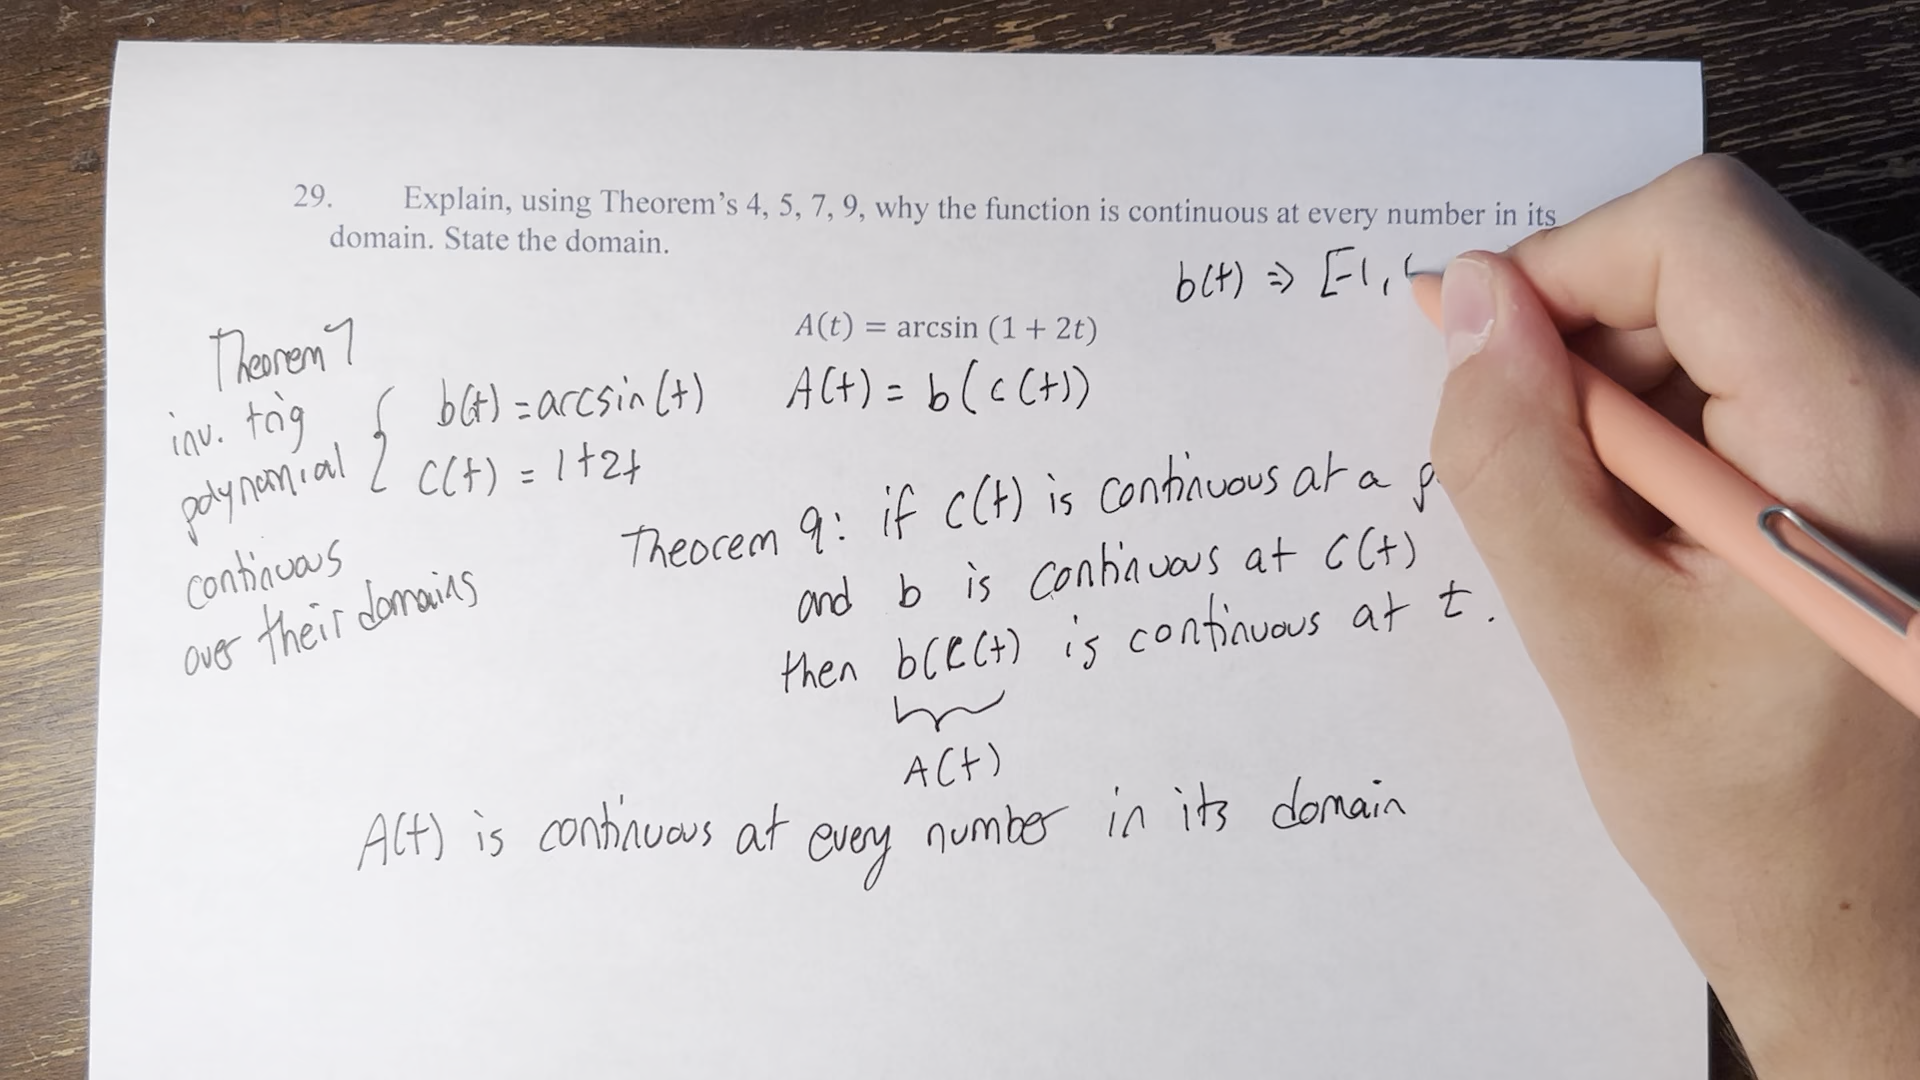 29. Explain, using Theorem's 4, 5, 7, 9, why the function is continuous at every number in its
domain. State the domain.
b(t) ⇒ [-1,
A(t) = arcsin (1 + 2t)
A(t) = b(c(t))
Theorem 7
inv. trig
polynomial
{ b(t) = arcsin(t)
c(t) = 1+2t
continuous
over their domains
Theorem 9: if c(t) is continuous at a
and b is continuous at c(t)
then b(c(t) is continuous at t.
A(t)
A(t) is continuous at every number in its domain